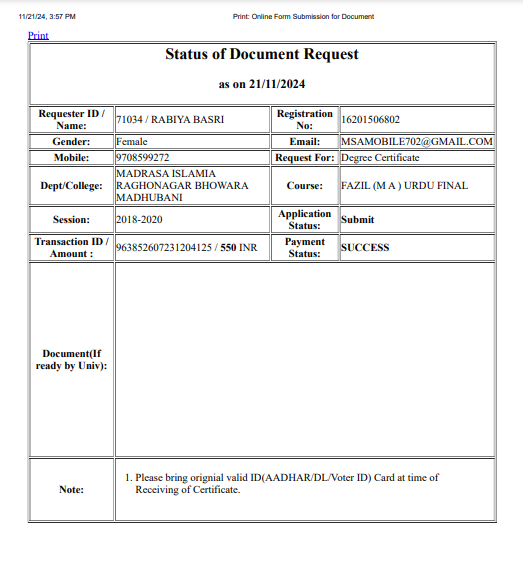 11/21/24, 3:57 PM Print: Online Form Submission for Document
Print
Status of Document Request
as on 21/11/2024
Requester ID / Name: 71034 / RABIYA BASRI Registration No: 16201506802
Gender: Female Email: MSAMOBILE702@GMAIL.COM
Mobile: 9708599272 Request For: Degree Certificate
Dept/College: MADRASA ISLAMIA RAGHONAGAR BHOWARA MADHUBANI Course: FAZIL (M A ) URDU FINAL
Session: 2018-2020 Application Status: Submit
Transaction ID / Amount : 963852607231204125 / 550 INR Payment Status: SUCCESS
Document(If ready by Univ):
Note: 1. Please bring orignial valid ID(AADHAR/DL/Voter ID) Card at time of
Receiving of Certificate.